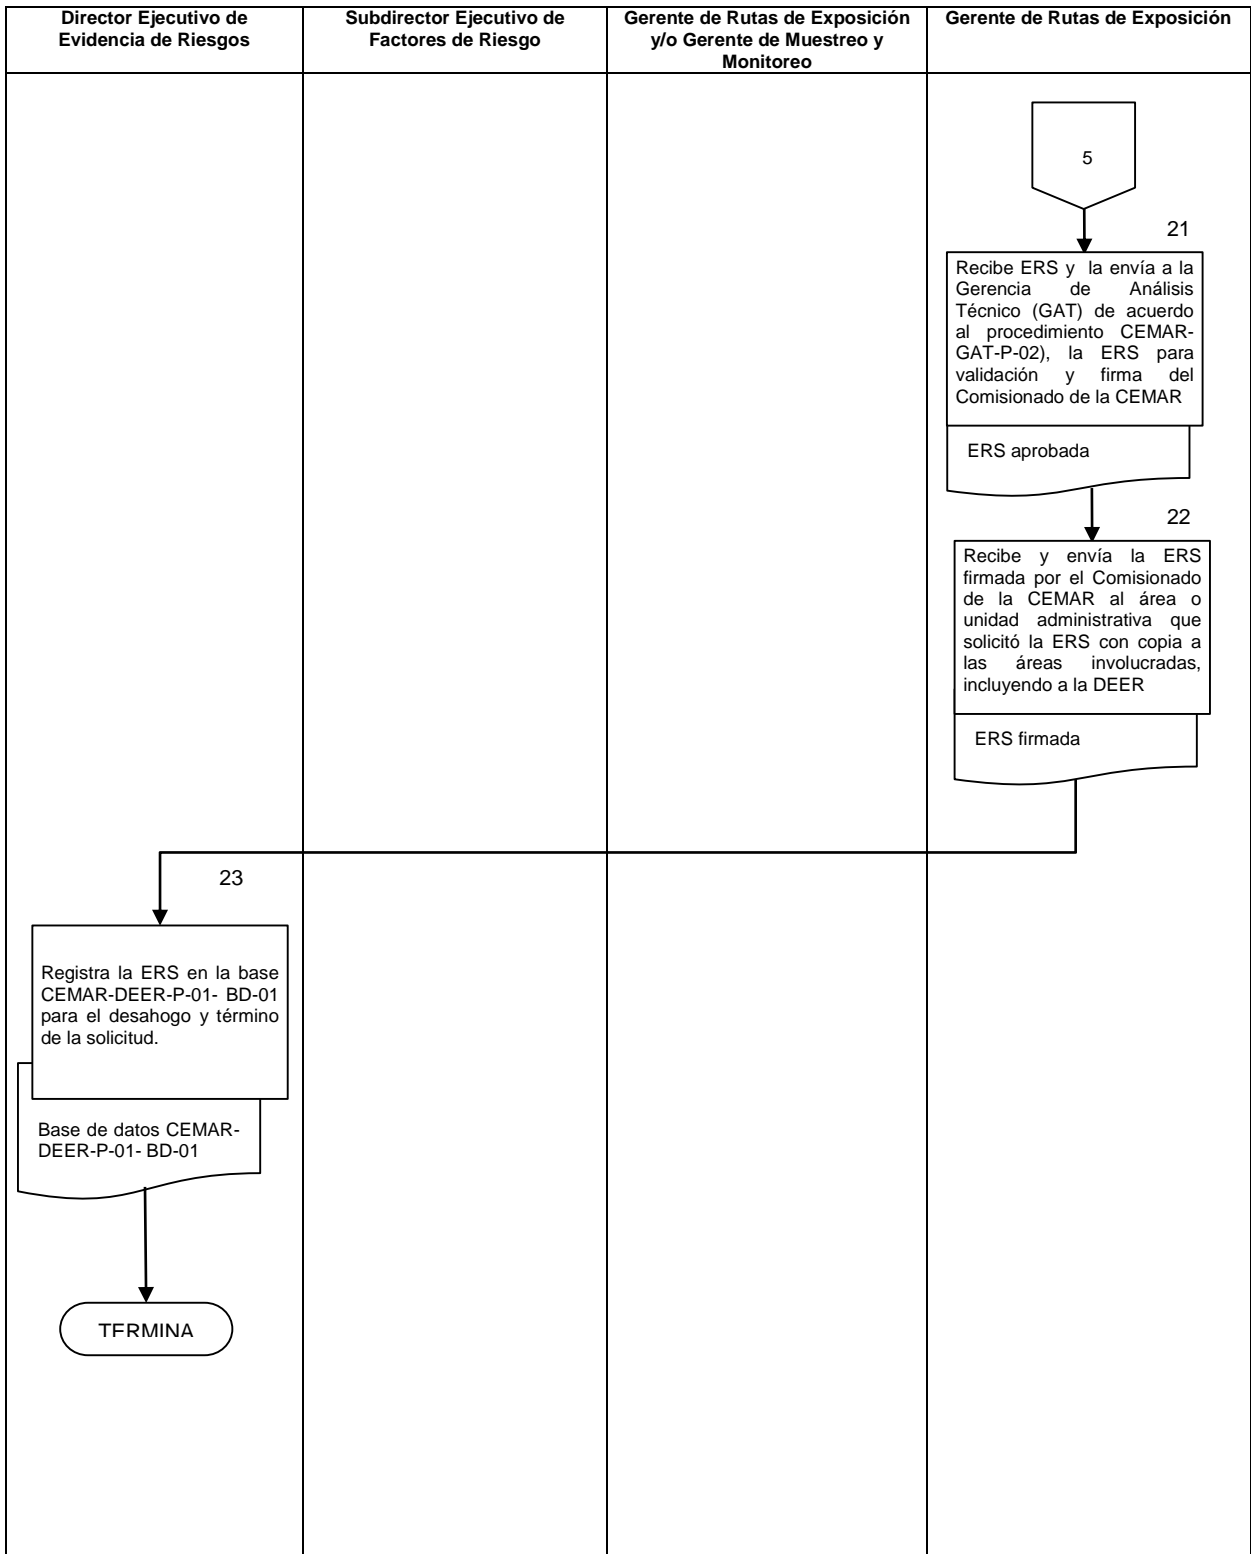 Director Ejecutivo de
Evidencia de Riesgos
Subdirector Ejecutivo de
Factores de Riesgo
Gerente de Rutas de Exposición
y/o Gerente de Muestreo y
Monitoreo
Gerente de Rutas de Exposición
5
21
Recibe ERS y la envía a la
Gerencia de Análisis
Técnico (GAT) de acuerdo
al procedimiento CEMAR-
GAT-P-02), la ERS para
validación y firma del
Comisionado de la CEMAR
ERS aprobada
22
Recibe y envía la ERS
firmada por el Comisionado
de la CEMAR al área o
unidad administrativa que
solicitó la ERS con copia a
las áreas involucradas,
incluyendo a la DEER
ERS firmada
23
Registra la ERS en la base
CEMAR-DEER-P-01- BD-01
para el desahogo y término
de la solicitud.
Base de datos CEMAR-
DEER-P-01- BD-01
TERMINA